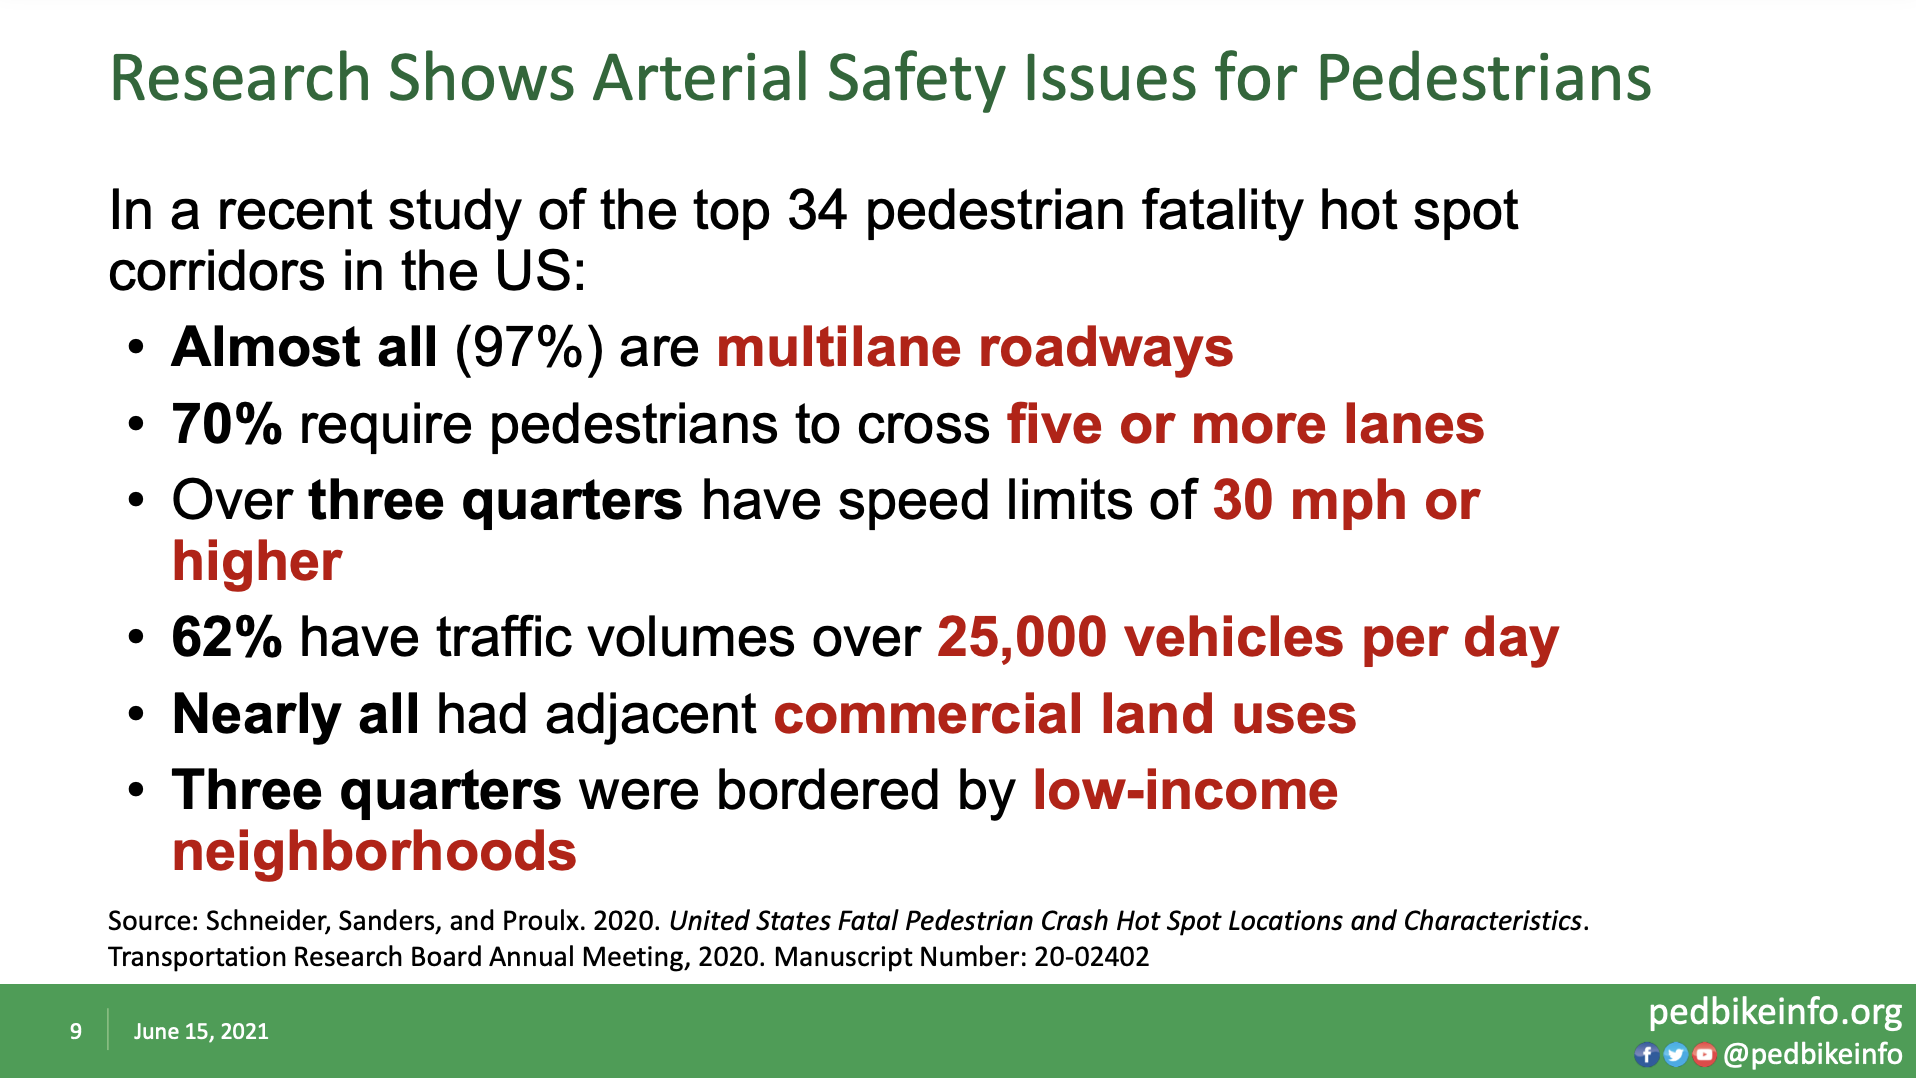 Research Shows Arterial Safety Issues for Pedestrians
In a recent study of the top 34 pedestrian fatality hot spot
corridors in the US:
• Almost all (97%) are multilane roadways
• 70% require pedestrians to cross five or more lanes
• Over three quarters have speed limits of 30 mph or
higher
• 62% have traffic volumes over 25,000 vehicles per day
• Nearly all had adjacent commercial land uses
• Three quarters were bordered by low-income
neighborhoods
Source: Schneider, Sanders, and Proulx. 2020. United States Fatal Pedestrian Crash Hot Spot Locations and Characteristics.
Transportation Research Board Annual Meeting, 2020. Manuscript Number: 20-02402
9
June 15, 2021
pedbikeinfo.org
@pedbikeinfo